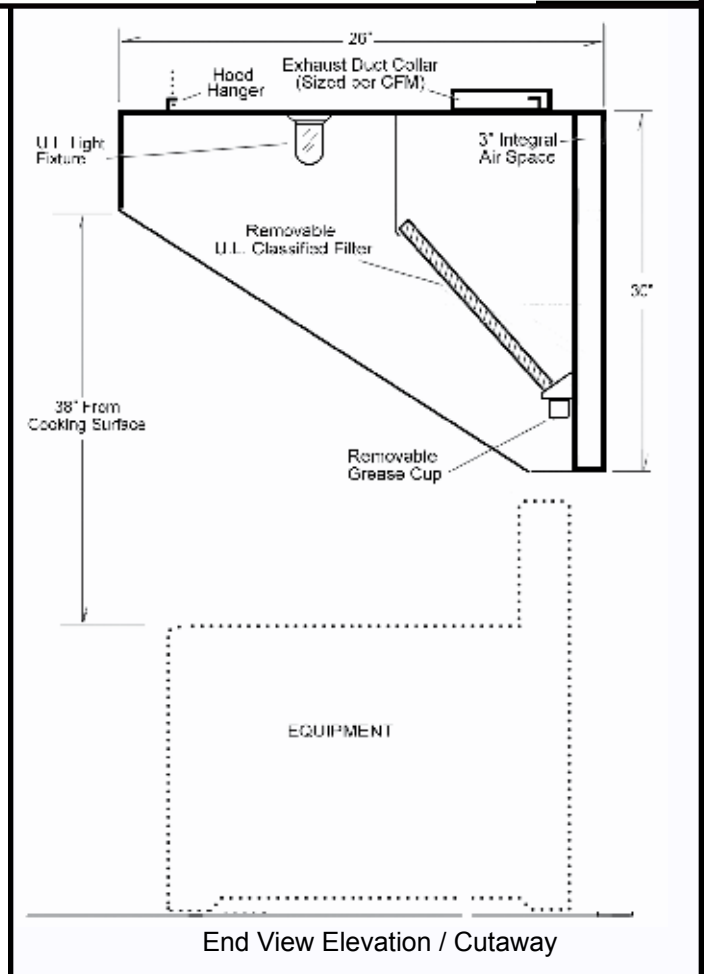 26"
Hood
Hanger
Exhaust Duct Collar
(Sized per CFM)
U.L. Light
Fixture
3" Integral
Air Space
Removable
U.L. Classified Filter
30"
38" From
Cooking Surface
Removable
Grease Cup
EQUIPMENT
End View Elevation / Cutaway